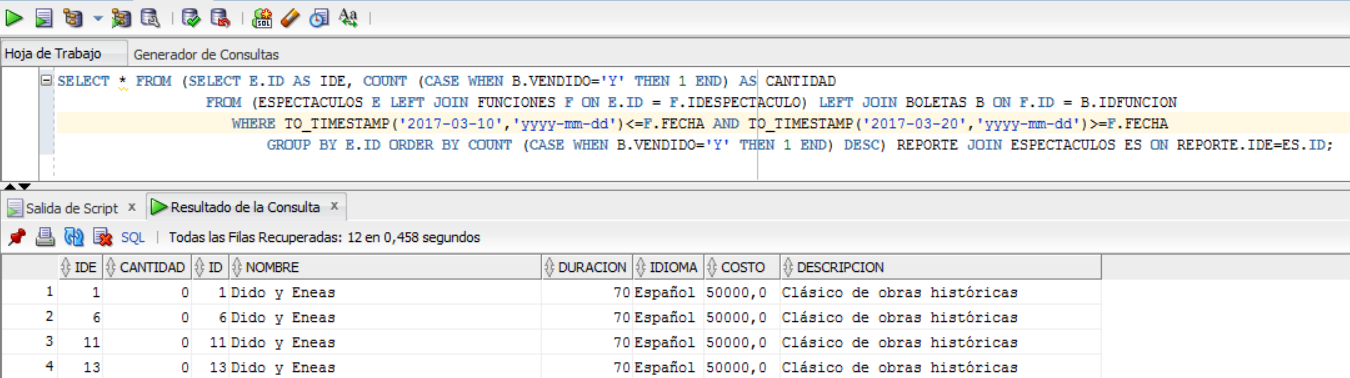 SQL
Aa
Hoja de Trabajo Generador de Consultas
SELECT * FROM (SELECT E.ID AS IDE, COUNT (CASE WHEN B.VENDIDO='Y' THEN 1 END) AS CANTIDAD
FROM (ESPECTACULOS E LEFT JOIN FUNCIONES F ON E.ID = F.IDESPECTACULO) LEFT JOIN BOLETAS B ON F.ID = B.IDFUNCION
WHERE TO_TIMESTAMP('2017-03-10','yyyy-mm-dd')<=F.FECHA AND TO_TIMESTAMP('2017-03-20','yyyy-mm-dd')>=F.FECHA
GROUP BY E.ID ORDER BY COUNT (CASE WHEN B.VENDIDO='Y' THEN 1 END) DESC) REPORTE JOIN ESPECTACULOS ES ON REPORTE.IDE=ES.ID;
Salida de Script x Resultado de la Consulta x
SQL | Todas las Filas Recuperadas: 12 en 0,458 segundos
IDE CANTIDAD ID NOMBRE DURACION IDIOMA COSTO DESCRIPCION
1 1 0 1 Dido y Eneas 70 Español 50000,0 Clásico de obras históricas
2 6 0 6 Dido y Eneas 70 Español 50000,0 Clásico de obras históricas
3 11 0 11 Dido y Eneas 70 Español 50000,0 Clásico de obras históricas
4 13 0 13 Dido y Eneas 70 Español 50000,0 Clásico de obras históricas